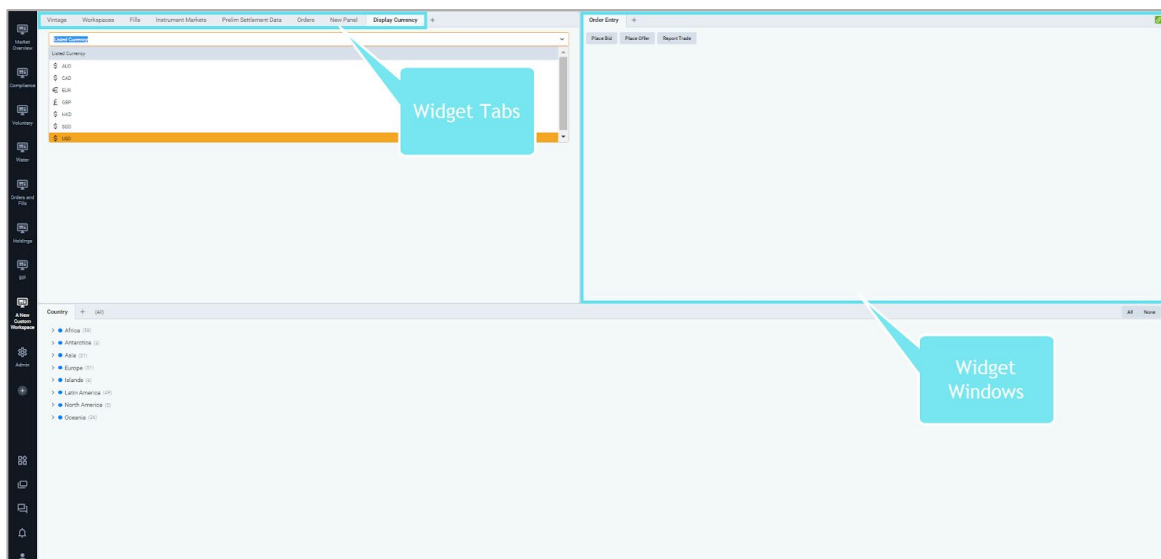 Vintage Workspaces Fills Instrument Markets Prelim Settlement Data Orders New Panel Display Currency +
Order Entry +
Market
Overview
Compliance
Voluntary
Water
Orders and
Fills
Holdings
A New
Custom
Workspace
Admin
Listed Currency
Listed Currency
$ AUD
$ CAD
€ EUR
£ GBP
$ HKD
$ SGD
$ USD
Widget Tabs
Place Bid Place Offer Report Trade
Country + (All)
All None
Africa
Antarctica
Asia
Europe
Islands
Latin America (49)
North America
Oceania
Widget
Windows